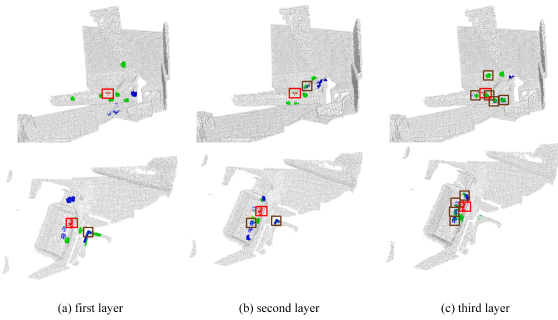 (a) first layer
(b) second layer
(c) third layer